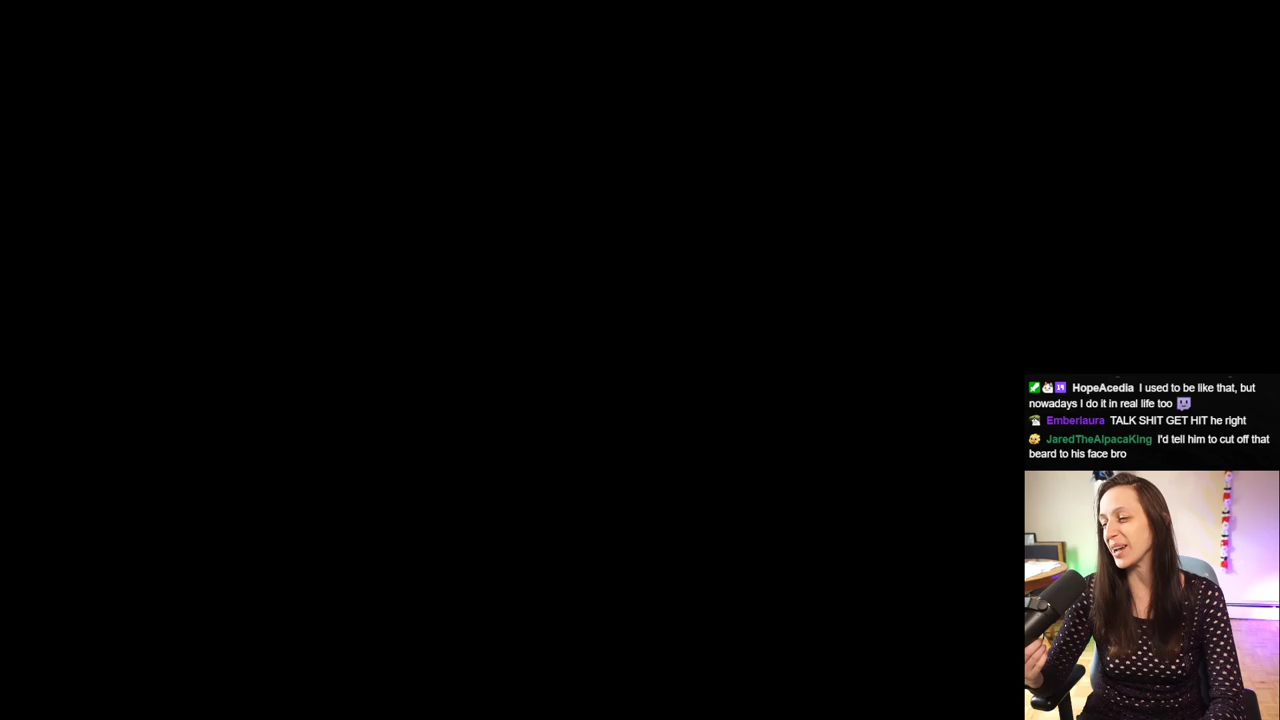 HopeAcedia I used to be like that, but
nowadays I do it in real life too
Emberlaura TALK SHIT GET HIT he right
JaredTheAlpacaKing I'd tell him to cut off that
beard to his face bro